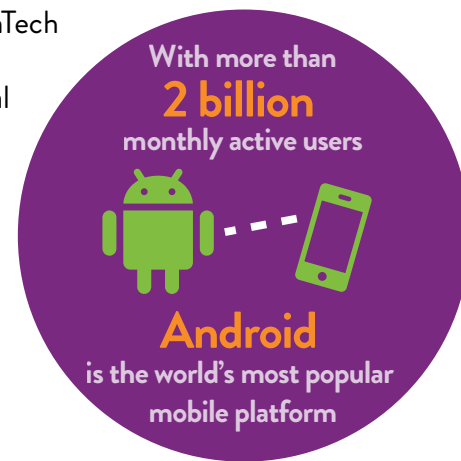 With more than
2 billion
monthly active users
Android
is the world's most popular
mobile platform